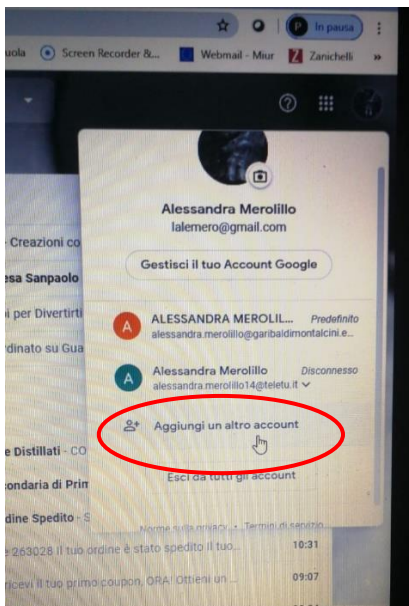 P In pausa
uola Screen Recorder &... Webmail - Miur Z Zanichelli »
Alessandra Merolillo
lalemero@gmail.com
Creazioni co
Gestisci il tuo Account Google
esa Sanpaolo
i per Divertirti
A ALESSANDRA MEROLIL... Predefinito
alessandra.merolillo@garibaldimontalcini.e...
rdinato su Gua
A Alessandra Merolillo Disconnesso
alessandra.merolillo14@teletu.it
Aggiungi un altro account
e Distillati - CO
Esci da tutti gli account
ondaria di Prim
dine Spedito - S
Norme sulla privacy • Termini di servizio
e 263028 Il tuo ordine è stato spedito Il tuo... 10:31
ricevi il tuo primo coupon, ORA! Ottieni un ... 09:07